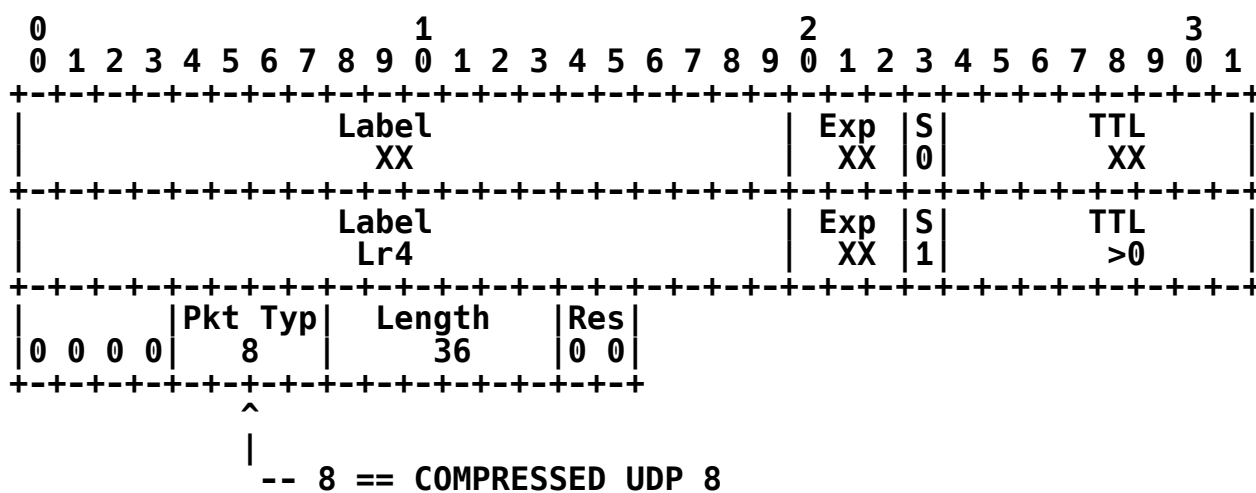 0                   1                   2                   3
 0 1 2 3 4 5 6 7 8 9 0 1 2 3 4 5 6 7 8 9 0 1 2 3 4 5 6 7 8 9 0 1
+-+-+-+-+-+-+-+-+-+-+-+-+-+-+-+-+-+-+-+-+-+-+-+-+-+-+-+-+-+-+-+-+
|                Label                  | Exp |S|       TTL     |
|                  XX                   |  XX |0|        XX     |
+-+-+-+-+-+-+-+-+-+-+-+-+-+-+-+-+-+-+-+-+-+-+-+-+-+-+-+-+-+-+-+-+
|                Label                  | Exp |S|       TTL     |
|                 Lr4                   |  XX |1|        >0     |
+-+-+-+-+-+-+-+-+-+-+-+-+-+-+-+-+-+-+-+-+-+-+-+-+-+-+-+-+-+-+-+-+
|       |Pkt Typ|  Length   |Res|
|0 0 0 0|   8   |     36    |0 0|
+-+-+-+-+-+-+-+-+-+-+-+-+-+-+-+-+
            ^
            |
             -- 8 == COMPRESSED UDP 8